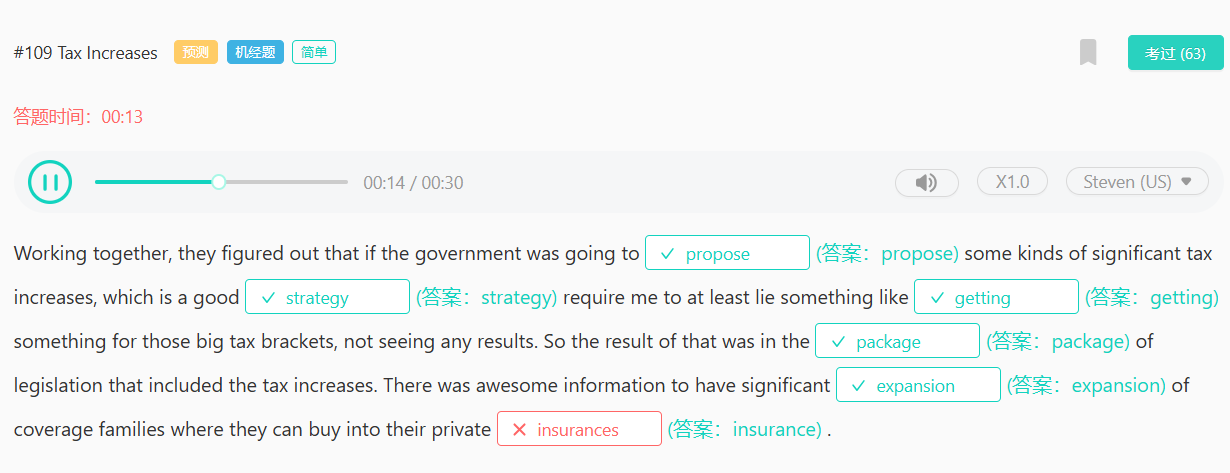 #109 Tax Increases 预测 机经题 简单 考过 (63)
答题时间：00:13
00:14 / 00:30 X1.0 Steven (US)
Working together, they figured out that if the government was going to propose (答案：propose) some kinds of significant tax
increases, which is a good strategy (答案：strategy) require me to at least lie something like getting (答案：getting)
something for those big tax brackets, not seeing any results. So the result of that was in the package (答案：package) of
legislation that included the tax increases. There was awesome information to have significant expansion (答案：expansion) of
coverage families where they can buy into their private insurances (答案：insurance) .